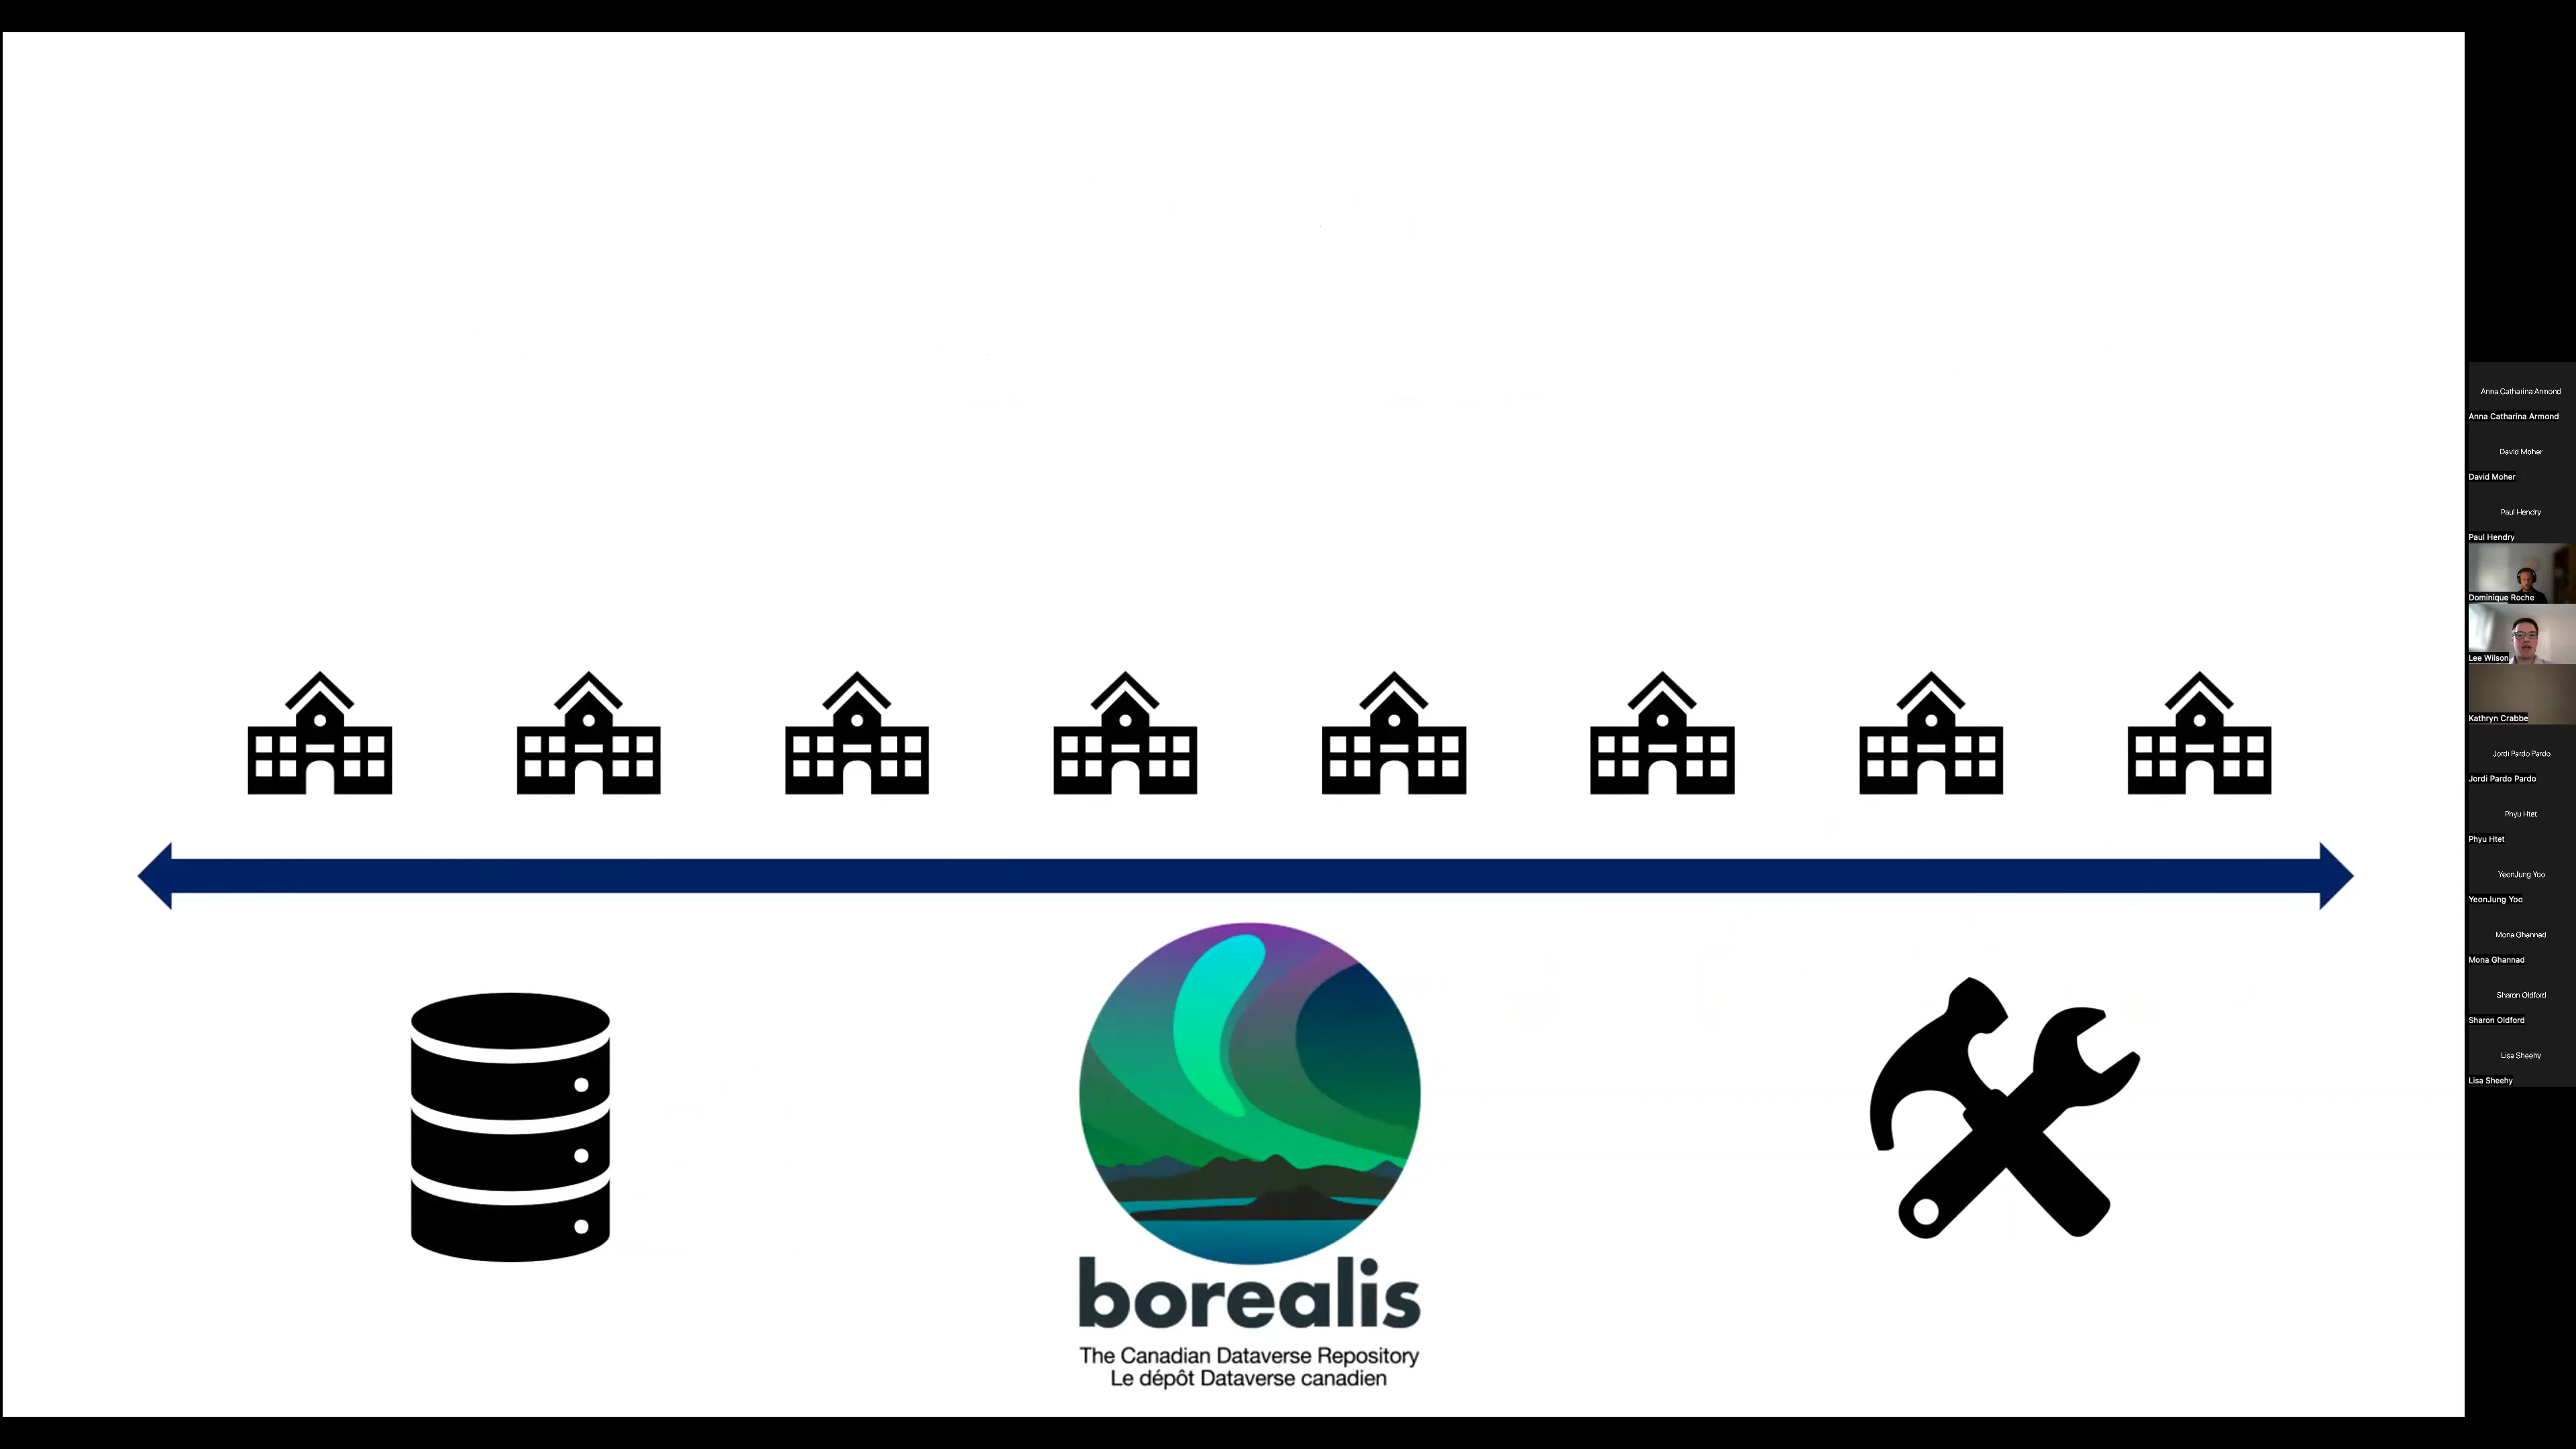 borealis
The Canadian Dataverse Repository
Le dépôt Dataverse canadien
Anna Catharina Armond
Anna Catharina Armond
David Moher
David Moher
Paul Hendry
Paul Hendry
Dominique Roche
Lee Wilson
Kathryn Crabbe
Jordi Pardo Pardo
Jordi Pardo Pardo
Phyu Htet
Phyu Htet
YeonJung Yoo
YeonJung Yoo
Mona Ghannad
Mona Ghannad
Sharon Oldford
Sharon Oldford
Lisa Sheehy
Lisa Sheehy